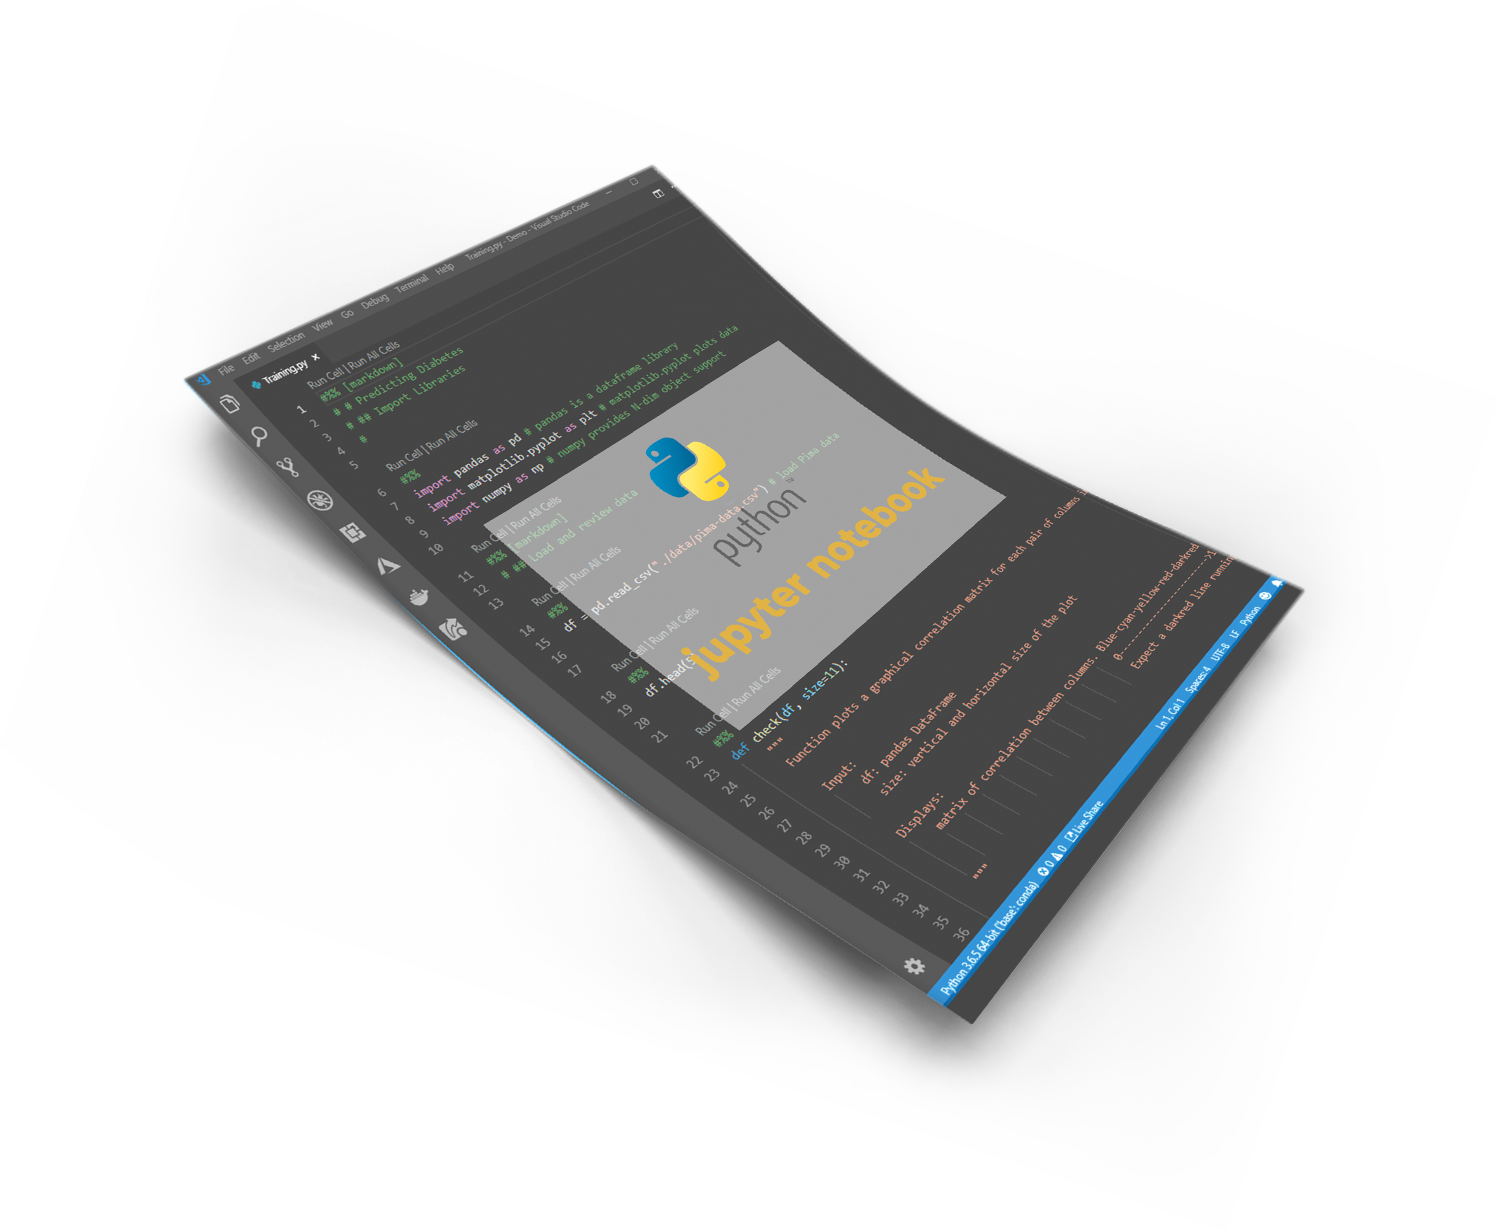 File Edit Selection View Go Debug Terminal Help Training.py - Demo - Visual Studio Code
Training.py ×
Run Cell | Run All Cells
1 #%% [markdown]
2 # # Predicting Diabetes
3 # ## Import Libraries
4 #
5
Run Cell | Run All Cells
6 #%%
7 import pandas as pd # pandas is a dataframe library
8 import matplotlib.pyplot as plt # matplotlib.pyplot plots data
9 import numpy as np # numpy provides N-dim object support
10
Run Cell | Run All Cells
11 #%% [markdown]
12 # ## Load and review data
13
Run Cell | Run All Cells
14 #%%
15 df = pd.read_csv("./data/pima-data.csv") # load Pima data
16
17
Run Cell | Run All Cells
18 #%%
19 df.head(5
20
21
Run Cell | Run All Cells
22 #%%
23 def check(df, size=11):
24 """
25 Function plots a graphical correlation matrix for each pair of columns
26
27 Input:
28 df: pandas DataFrame
29 size: vertical and horizontal size of the plot
30
31 Displays:
32 matrix of correlation between columns. Blue-cyan-yellow-red-darkred
33 0--------------------->1
34 Expect a darkred line running
35 """
36
python
TM
jupyter notebook
Python 3.6.5 64-bit ('base': conda) 0 0 Live Share Ln 1, Col 1 Spaces: 4 UTF-8 LF Python